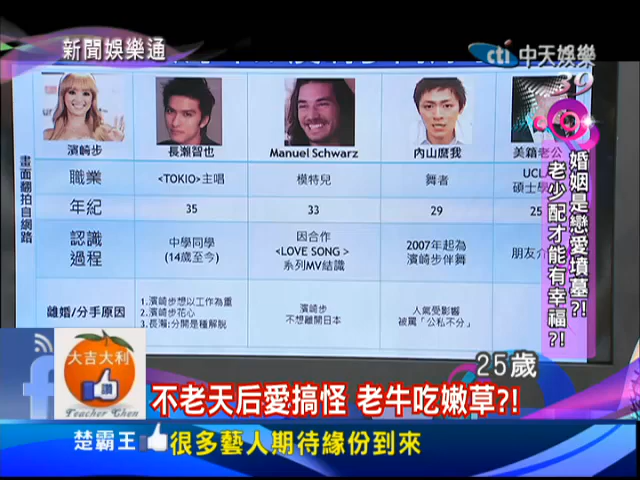 新聞娛樂通
cti 中天娛樂
39
濱崎步
長瀨智也
Manuel Schwarz
內山麿我
美籍老公
職業
<TOKIO>主唱
模特兒
舞者
UCLA
碩士學
年紀
35
33
29
25
認識
過程
中學同學
(14歲至今)
因合作
<LOVE SONG>
系列MV結識
2007年起為
濱崎步伴舞
朋友介
離婚/分手原因
1.濱崎步想以工作為重
2.濱崎步花心
3.長瀨:分開是種解脫
濱崎步
不想離開日本
人氣受影響
被罵「公私不分」
畫面翻拍自網路
婚姻是戀愛墳墓?!
老少配才能有幸福?!
25歲
大吉大利
讚
Teacher Chen
不老天后愛搞怪 老牛吃嫩草?!
楚霸王 很多藝人期待緣份到來